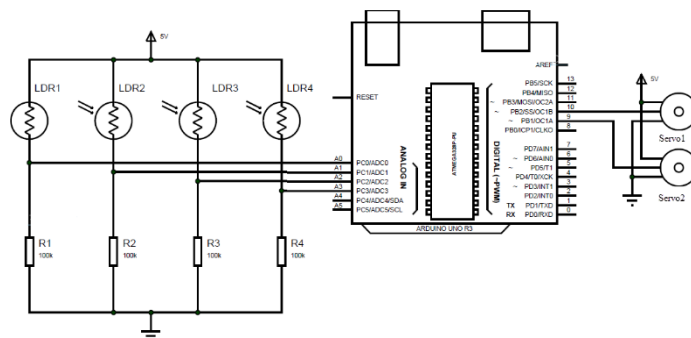 5V
LDR1
LDR2
LDR3
LDR4
R1
100k
R2
100k
R3
100k
R4
100k
RESET
AREF
A0
A1
A2
A3
A4
A5
PC0/ADC0
PC1/ADC1
PC2/ADC2
PC3/ADC3
PC4/ADC4/SDA
PC5/ADC5/SCL
ANALOG IN
ATMEGA328P-PU
DIGITAL (~PWM)
PB5/SCK 13
PB4/MISO 12
~ PB3/MOSI/OC2A 11
~ PB2/SS/OC1B 10
~ PB1/OC1A 9
PB0/ICP1/CLKO 8
PD7/AIN1 7
~ PD6/AIN0 6
~ PD5/T1 5
PD4/T0/XCK 4
~ PD3/INT1 3
PD2/INT0 2
TX PD1/TXD 1
RX PD0/RXD 0
ARDUINO UNO R3
5V
Servo1
Servo2